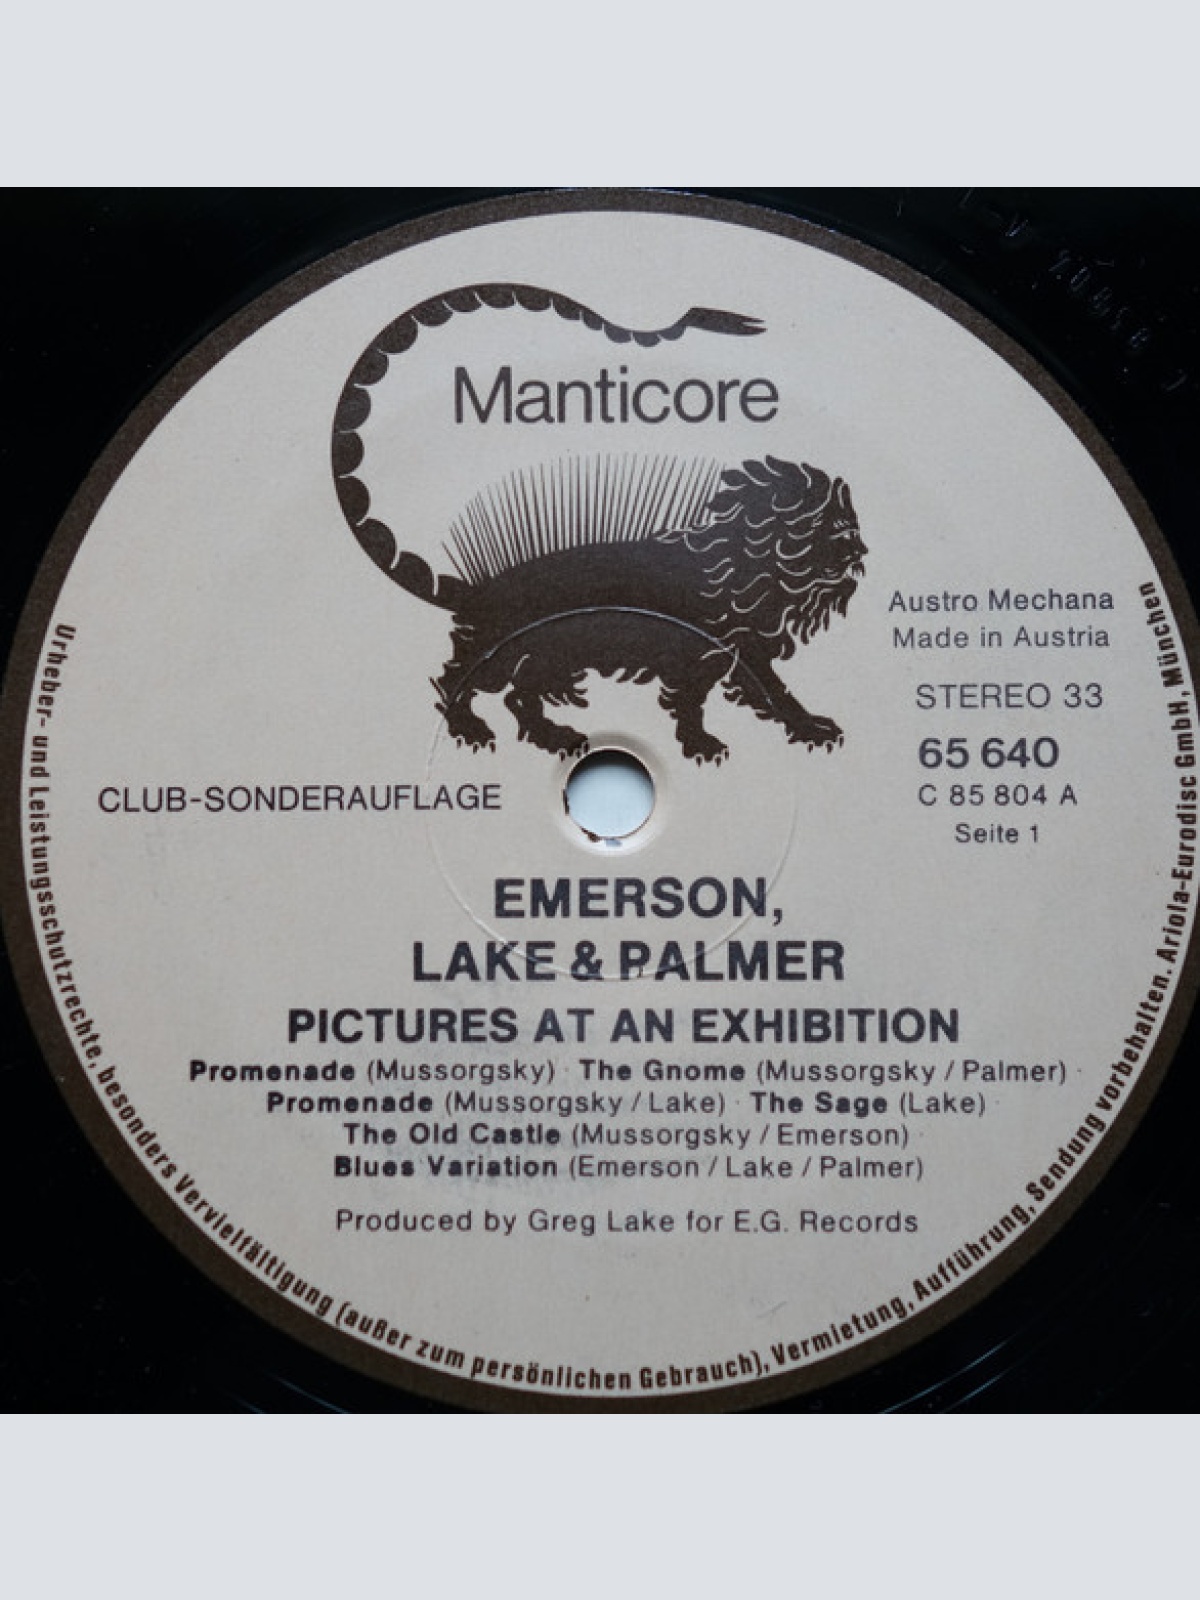 Manticore
Austro Mechana
Made in Austria
STEREO 33
65 640
C 85 804 A
Seite 1
CLUB-SONDERAUFLAGE
EMERSON,
LAKE & PALMER
PICTURES AT AN EXHIBITION
Promenade (Mussorgsky) · The Gnome (Mussorgsky / Palmer) ·
Promenade (Mussorgsky / Lake) · The Sage (Lake) ·
The Old Castle (Mussorgsky / Emerson) ·
Blues Variation (Emerson / Lake / Palmer)
Produced by Greg Lake for E.G. Records
Urheber- und Leistungsschutzrechte, besonders Vervielfältigung (außer zum persönlichen Gebrauch), Vermietung, Aufführung, Sendung vorbehalten. Ariola-Eurodisc GmbH, München